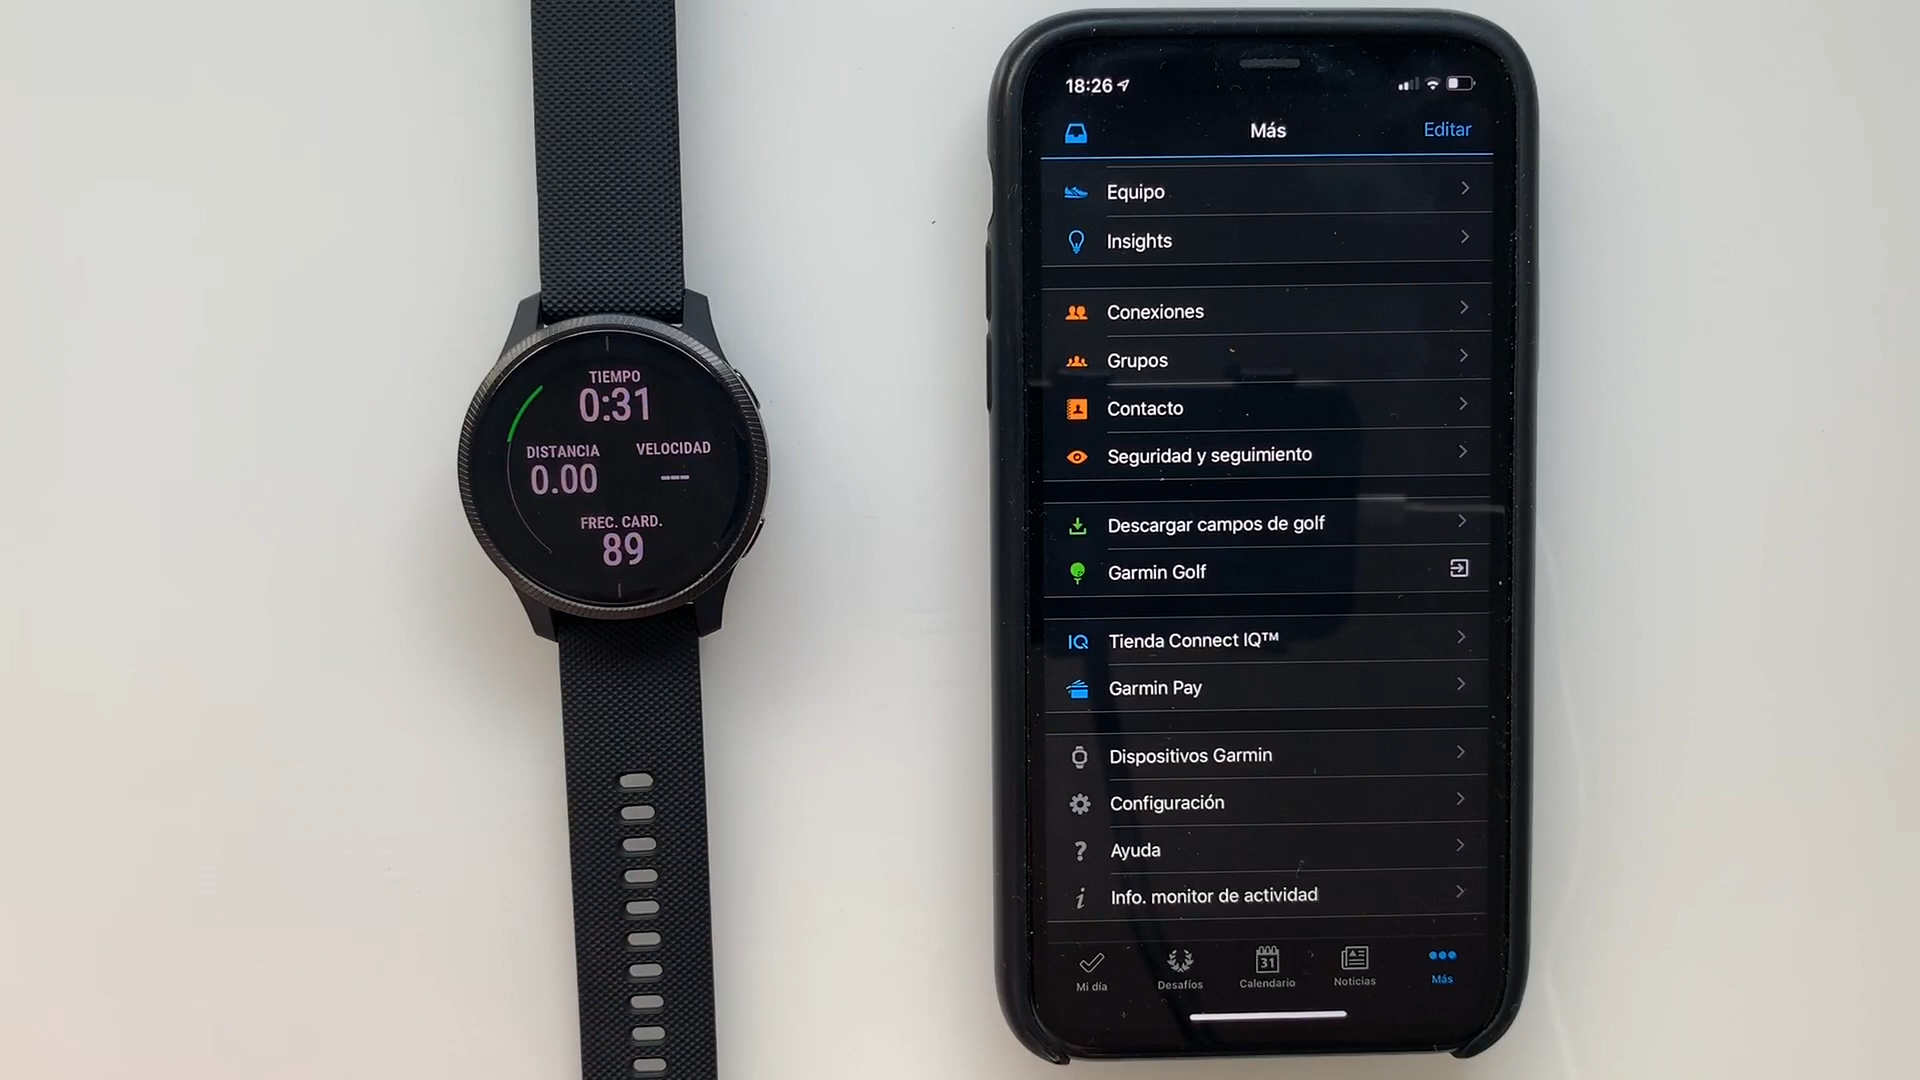 TIEMPO
0:31
DISTANCIA VELOCIDAD
0.00 ---
FREC. CARD.
89
18:26
Más
Editar
Equipo
Insights
Conexiones
Grupos
Contacto
Seguridad y seguimiento
Descargar campos de golf
Garmin Golf
IQ Tienda Connect IQ™
Garmin Pay
Dispositivos Garmin
Configuración
? Ayuda
i Info. monitor de actividad
31
Mi día Desafíos Calendario Noticias Más